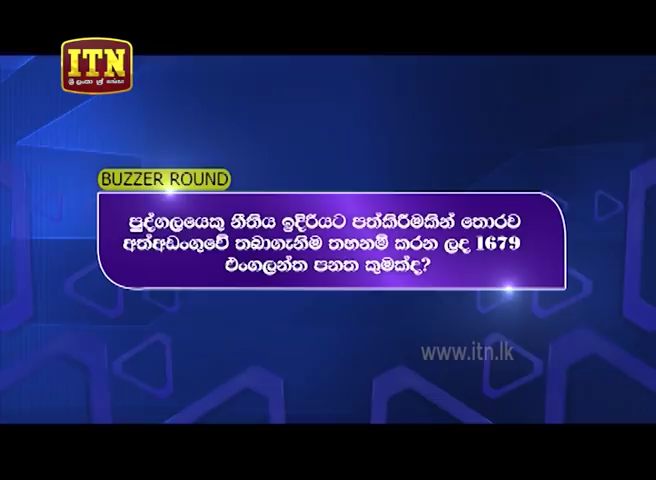 ITN
ශ්‍රී ලංකා
BUZZER ROUND
පුද්ගලයෙකු නීතිය ඉදිරියට පත්කිරීමකින් තොරව
අත්අඩංගුවේ තබාගැනීම තහනම් කරන ලද 1679
එංගලන්ත පනත කුමක්ද?
www.itn.lk